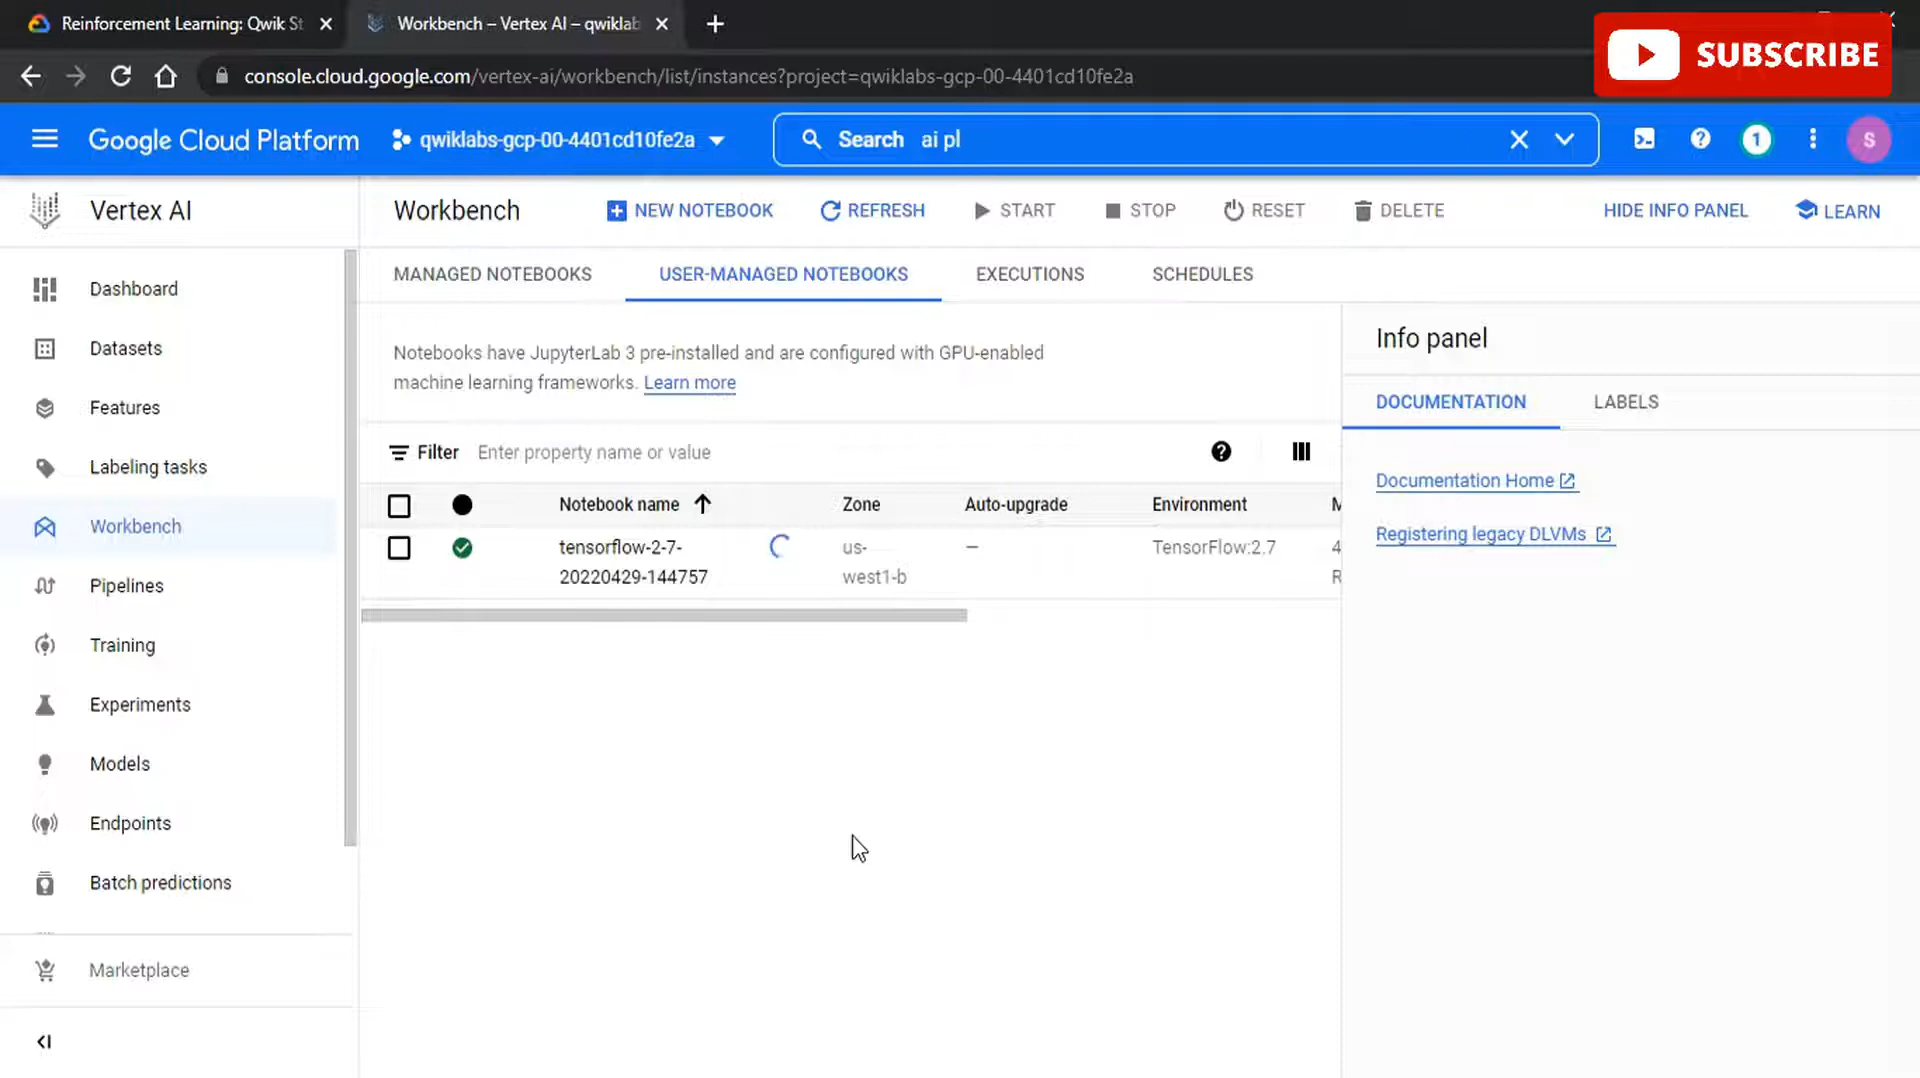 Reinforcement Learning: Qwik St
Workbench – Vertex AI – qwiklab
SUBSCRIBE
console.cloud.google.com/vertex-ai/workbench/list/instances?project=qwiklabs-gcp-00-4401cd10fe2a
Google Cloud Platform
qwiklabs-gcp-00-4401cd10fe2a
Search ai pl
1
S
Vertex AI
Workbench
NEW NOTEBOOK
REFRESH
START
STOP
RESET
DELETE
HIDE INFO PANEL
LEARN
Dashboard
Datasets
Features
Labeling tasks
Workbench
Pipelines
Training
Experiments
Models
Endpoints
Batch predictions
Marketplace
MANAGED NOTEBOOKS
USER-MANAGED NOTEBOOKS
EXECUTIONS
SCHEDULES
Notebooks have JupyterLab 3 pre-installed and are configured with GPU-enabled
machine learning frameworks. Learn more
Filter Enter property name or value
Notebook name Zone Auto-upgrade Environment M
tensorflow-2-7- us- – TensorFlow:2.7 4
20220429-144757 west1-b R
Info panel
DOCUMENTATION
LABELS
Documentation Home
Registering legacy DLVMs